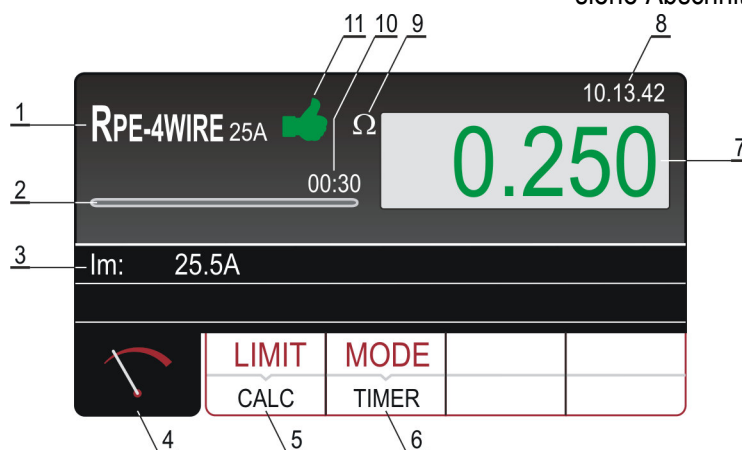 siehe Abschnitt
11 10 9 8
10.13.42
1 RPE-4WIRE 25A Ω 0.250 7
00:30
2
3 Im: 25.5A
LIMIT MODE
CALC TIMER
4 5 6